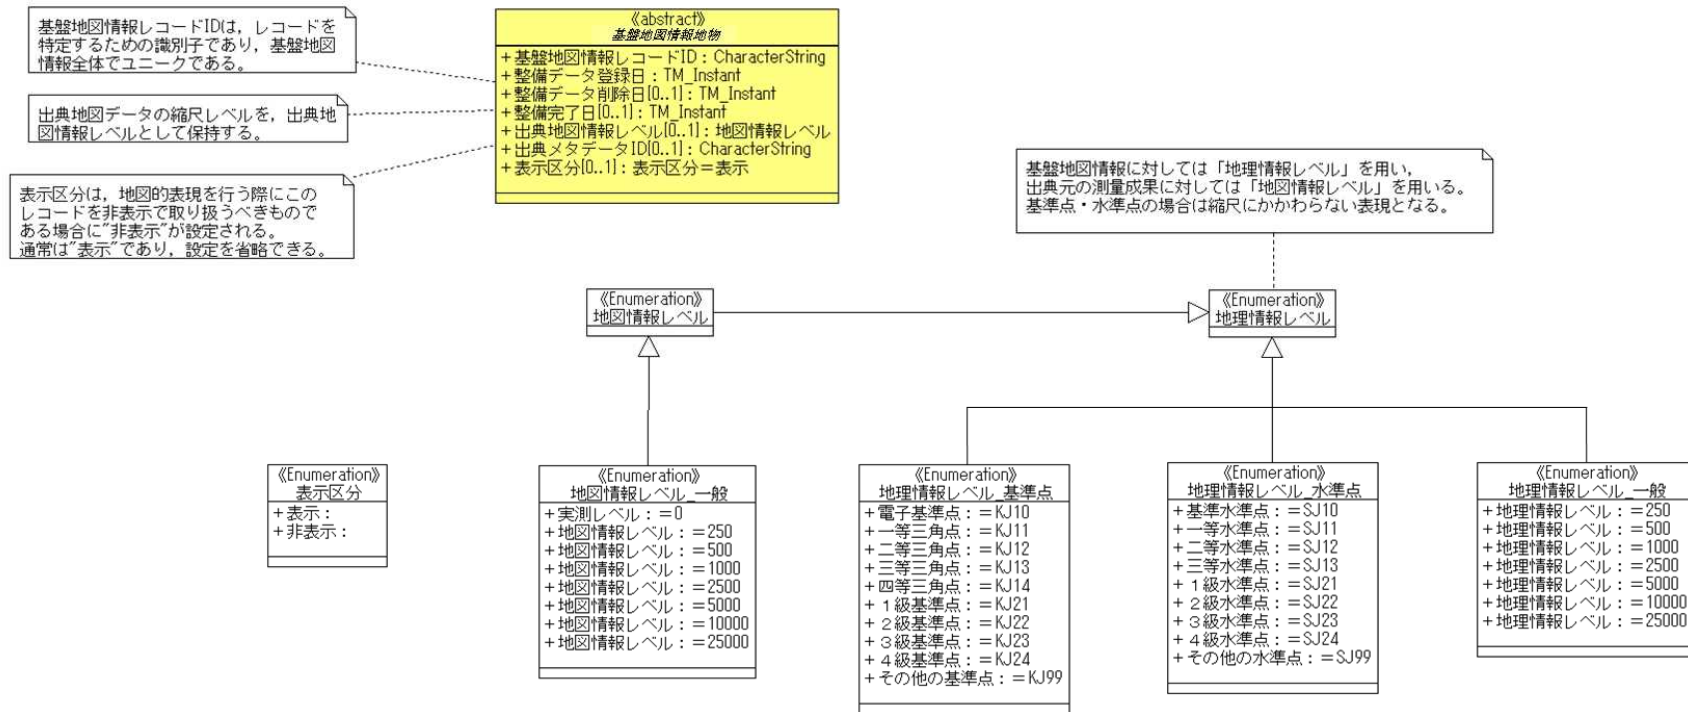 基盤地図情報レコードIDは，レコードを
特定するための識別子であり，基盤地図
情報全体でユニークである。
出典地図データの縮尺レベルを，出典地
図情報レベルとして保持する。
表示区分は，地図的表現を行う際にこの
レコードを非表示で取り扱うべきもので
ある場合に"非表示"が設定される。
通常は"表示"であり，設定を省略できる。
《abstract》
基盤地図情報地物
+基盤地図情報レコードID：CharacterString
+整備データ登録日：TM_Instant
+整備データ削除日[0..1]：TM_Instant
+整備完了日[0..1]：TM_Instant
+出典地図情報レベル[0..1]：地図情報レベル
+出典メタデータID[0..1]：CharacterString
+表示区分[0..1]：表示区分＝表示
基盤地図情報に対しては「地理情報レベル」を用い，
出典元の測量成果に対しては「地図情報レベル」を用いる。
基準点・水準点の場合は縮尺にかかわらない表現となる。
《Enumeration》
地図情報レベル
《Enumeration》
地理情報レベル
《Enumeration》
表示区分
+表示：
+非表示：
《Enumeration》
地図情報レベル_一般
+実測レベル：＝0
+地図情報レベル：＝250
+地図情報レベル：＝500
+地図情報レベル：＝1000
+地図情報レベル：＝2500
+地図情報レベル：＝5000
+地図情報レベル：＝10000
+地図情報レベル：＝25000
《Enumeration》
地理情報レベル_基準点
+電子基準点：＝KJ10
+一等三角点：＝KJ11
+二等三角点：＝KJ12
+三等三角点：＝KJ13
+四等三角点：＝KJ14
+１級基準点：＝KJ21
+２級基準点：＝KJ22
+３級基準点：＝KJ23
+４級基準点：＝KJ24
+その他の基準点：＝KJ99
《Enumeration》
地理情報レベル_水準点
+基準水準点：＝SJ10
+一等水準点：＝SJ11
+二等水準点：＝SJ12
+三等水準点：＝SJ13
+１級水準点：＝SJ21
+２級水準点：＝SJ22
+３級水準点：＝SJ23
+４級水準点：＝SJ24
+その他の水準点：＝SJ99
《Enumeration》
地理情報レベル_一般
+地理情報レベル：＝250
+地理情報レベル：＝500
+地理情報レベル：＝1000
+地理情報レベル：＝2500
+地理情報レベル：＝5000
+地理情報レベル：＝10000
+地理情報レベル：＝25000